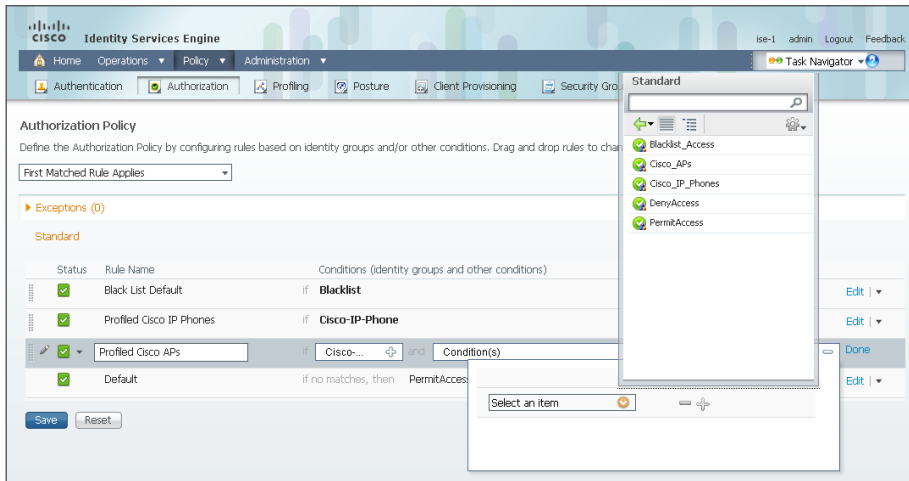 CISCO Identity Services Engine
ise-1 admin Logout Feedback
Home Operations Policy Administration
Task Navigator
Authentication Authorization Profiling Posture Client Provisioning Security Grou
Authorization Policy
Define the Authorization Policy by configuring rules based on identity groups and/or other conditions. Drag and drop rules to chan
First Matched Rule Applies
Exceptions (0)
Standard
Status Rule Name Conditions (identity groups and other conditions)
Black List Default if Blacklist Edit |
Profiled Cisco IP Phones if Cisco-IP-Phone Edit |
Profiled Cisco APs if Cisco-... and Condition(s) Done
Default if no matches, then PermitAccess Edit |
Save Reset
Standard
Blacklist_Access
Cisco_APs
Cisco_IP_Phones
DenyAccess
PermitAccess
Select an item